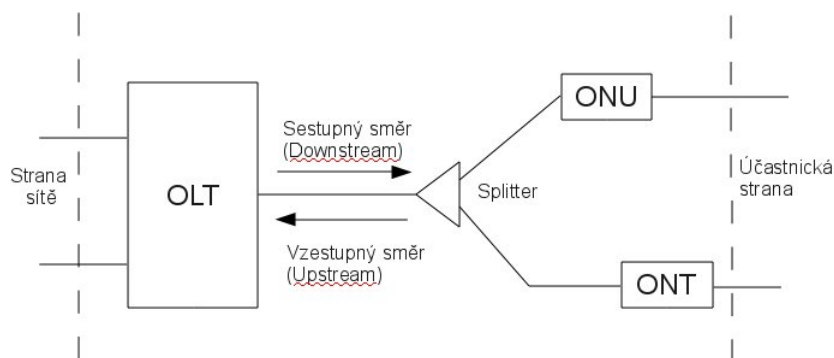 Strana
sítě
OLT
Sestupný směr
(Downstream)
Vzestupný směr
(Upstream)
Splitter
ONU
ONT
Účastnická
strana